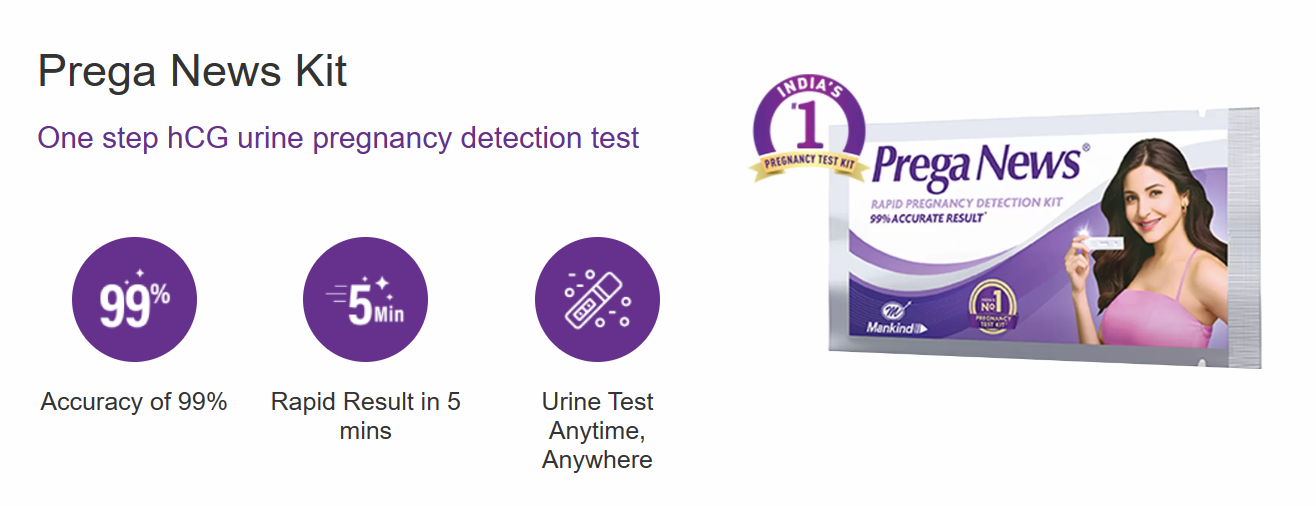 Prega News Kit
One step hCG urine pregnancy detection test
99%
5 Min
Accuracy of 99%
Rapid Result in 5
mins
Urine Test
Anytime,
Anywhere
INDIA'S
#1
PREGNANCY TEST KIT
Prega News®
RAPID PREGNANCY DETECTION KIT
99% ACCURATE RESULT*
INDIA'S
No1
PREGNANCY
TEST KIT*
Mankind